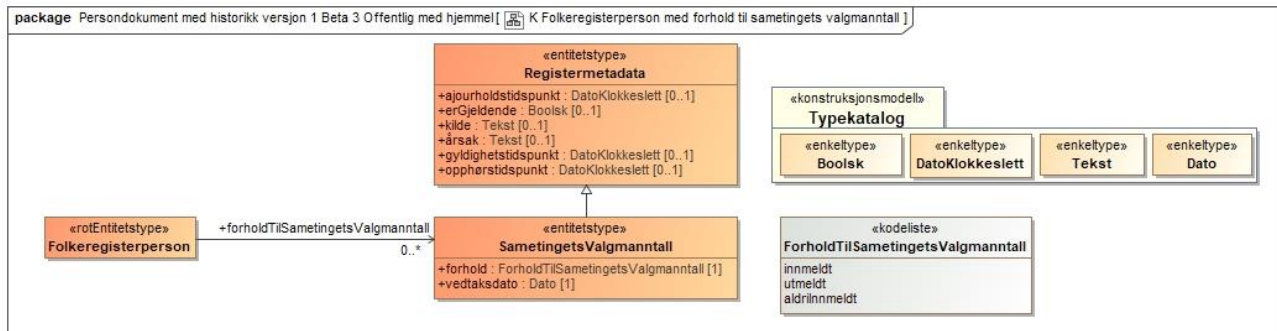 package Persondokument med historikk versjon 1 Beta 3 Offentlig med hjemmel[ K Folkeregisterperson med forhold til sametingets valgmanntall ]
«entitetstype»
Registermetadata
+ajourholdstidspunkt : DatoKlokkeslett [0..1]
+erGjeldende : Boolsk [0..1]
+kilde : Tekst [0..1]
+årsak : Tekst [0..1]
+gyldighetstidspunkt : DatoKlokkeslett [0..1]
+opphørstidspunkt : DatoKlokkeslett [0..1]
«konstruksjonsmodell»
Typekatalog
«enkeltype»
Boolsk
«enkeltype»
DatoKlokkeslett
«enkeltype»
Tekst
«enkeltype»
Dato
«rotEntitetstype»
Folkeregisterperson
+forholdTilSametingetsValgmanntall
0..*
«entitetstype»
SametingetsValgmanntall
+forhold : ForholdTilSametingetsValgmanntall [1]
+vedtaksdato : Dato [1]
«kodeliste»
ForholdTilSametingetsValgmanntall
innmeldt
utmeldt
aldriInnmeldt